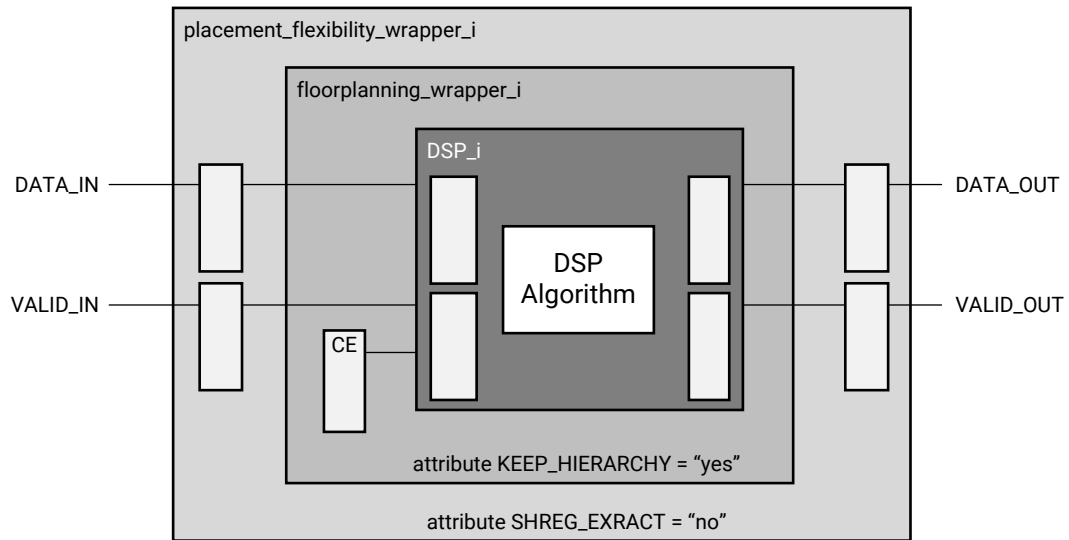 placement_flexibility_wrapper_i
floorplanning_wrapper_i
DSP_i
DATA_IN
DATA_OUT
DSP
Algorithm
VALID_IN
VALID_OUT
CE
attribute KEEP_HIERARCHY = “yes”
attribute SHREG_EXRACT = “no”